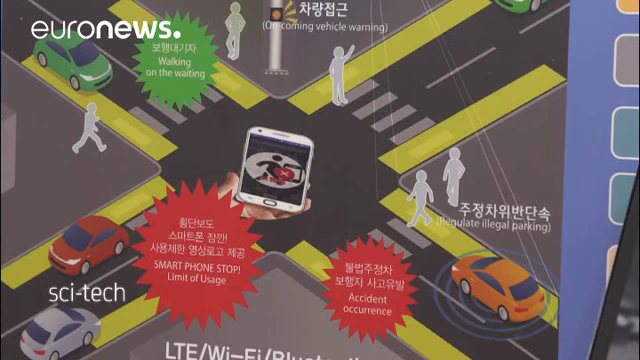 euronews.
차량접근
(On-coming vehicle warning)
보행대기자
Walking
on the waiting
횡단보도
스마트폰 잠깐!
사용제한 영상로고 제공
SMART PHONE STOP!
Limit of Usage
주정차위반단속
(Regulate illegal parking)
불법주정차
보행자 사고유발
Accident
occurrence
sci-tech
LTE/Wi-Fi/Bluetooth